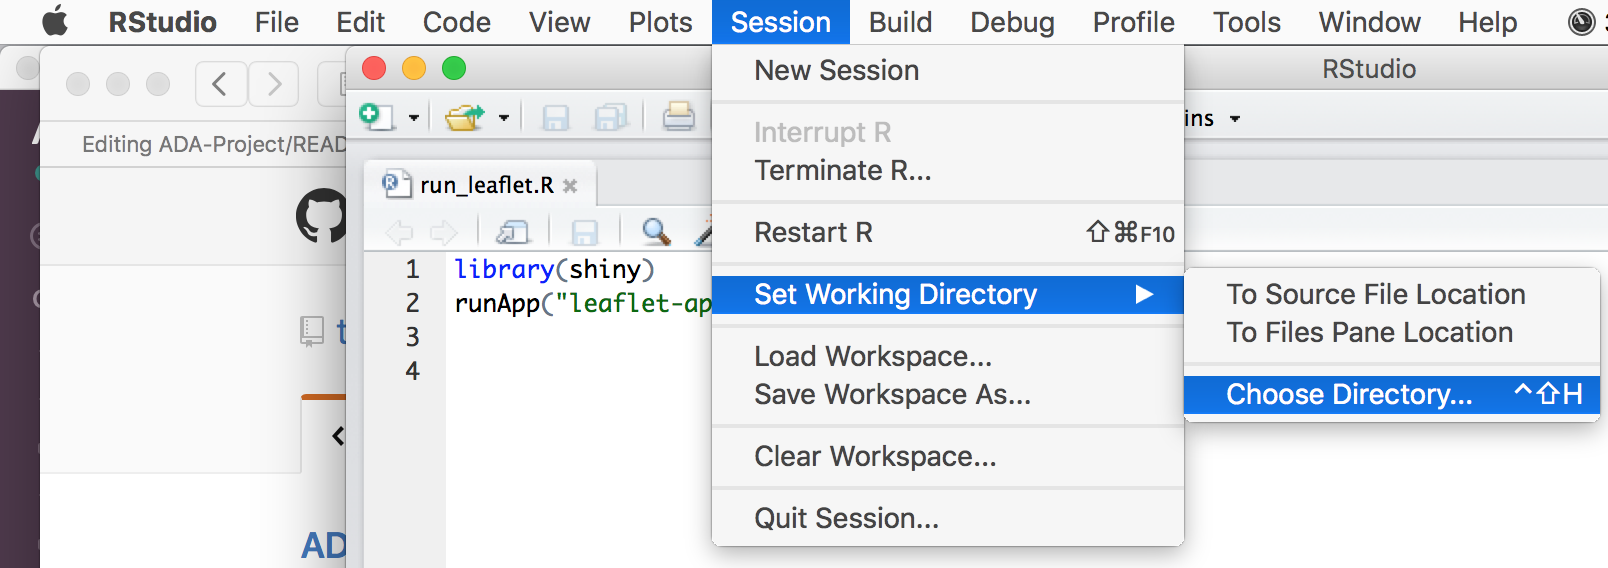 RStudio File Edit Code View Plots Session Build Debug Profile Tools Window Help
RStudio
New Session
ins
Interrupt R
Editing ADA-Project/READ
Terminate R...
run_leaflet.R
Restart R ⇧⌘F10
1 library(shiny)
2 runApp("leaflet-ap
3
4
Set Working Directory
To Source File Location
To Files Pane Location
Load Workspace...
Save Workspace As...
Choose Directory... ^⇧H
Clear Workspace...
Quit Session...
AD